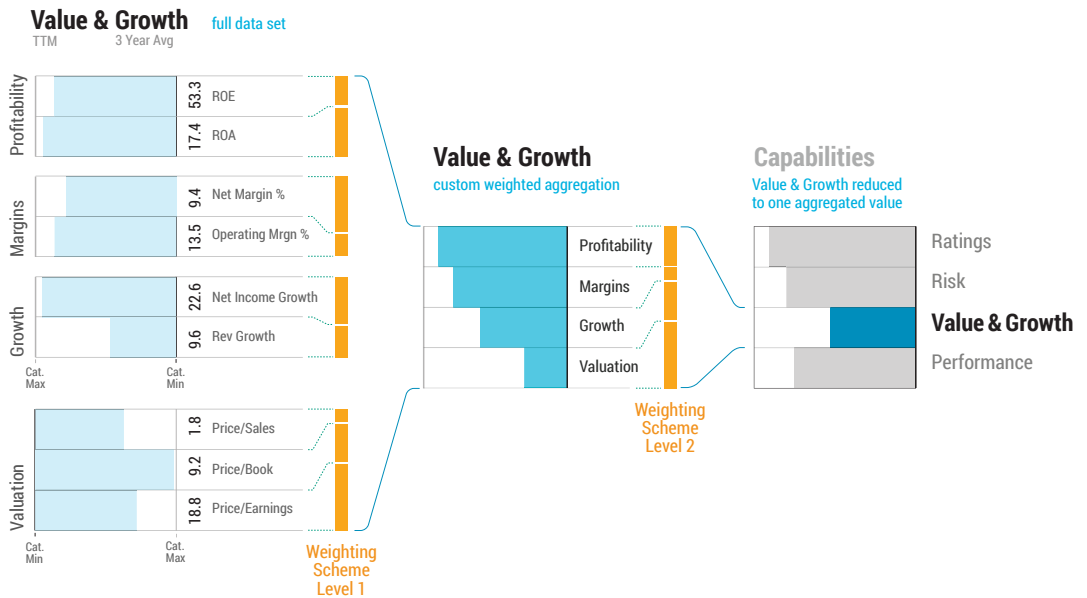 Value & Growth full data set
TTM 3 Year Avg
Profitability
53.3 ROE
17.4 ROA
Margins
9.4 Net Margin %
13.5 Operating Mrgn %
Growth
22.6 Net Income Growth
9.6 Rev Growth
Cat. Max
Cat. Min
Valuation
1.8 Price/Sales
9.2 Price/Book
18.8 Price/Earnings
Cat. Min
Cat. Max
Weighting
Scheme
Level 1
Value & Growth
custom weighted aggregation
Profitability
Margins
Growth
Valuation
Weighting
Scheme
Level 2
Capabilities
Value & Growth reduced
to one aggregated value
Ratings
Risk
Value & Growth
Performance